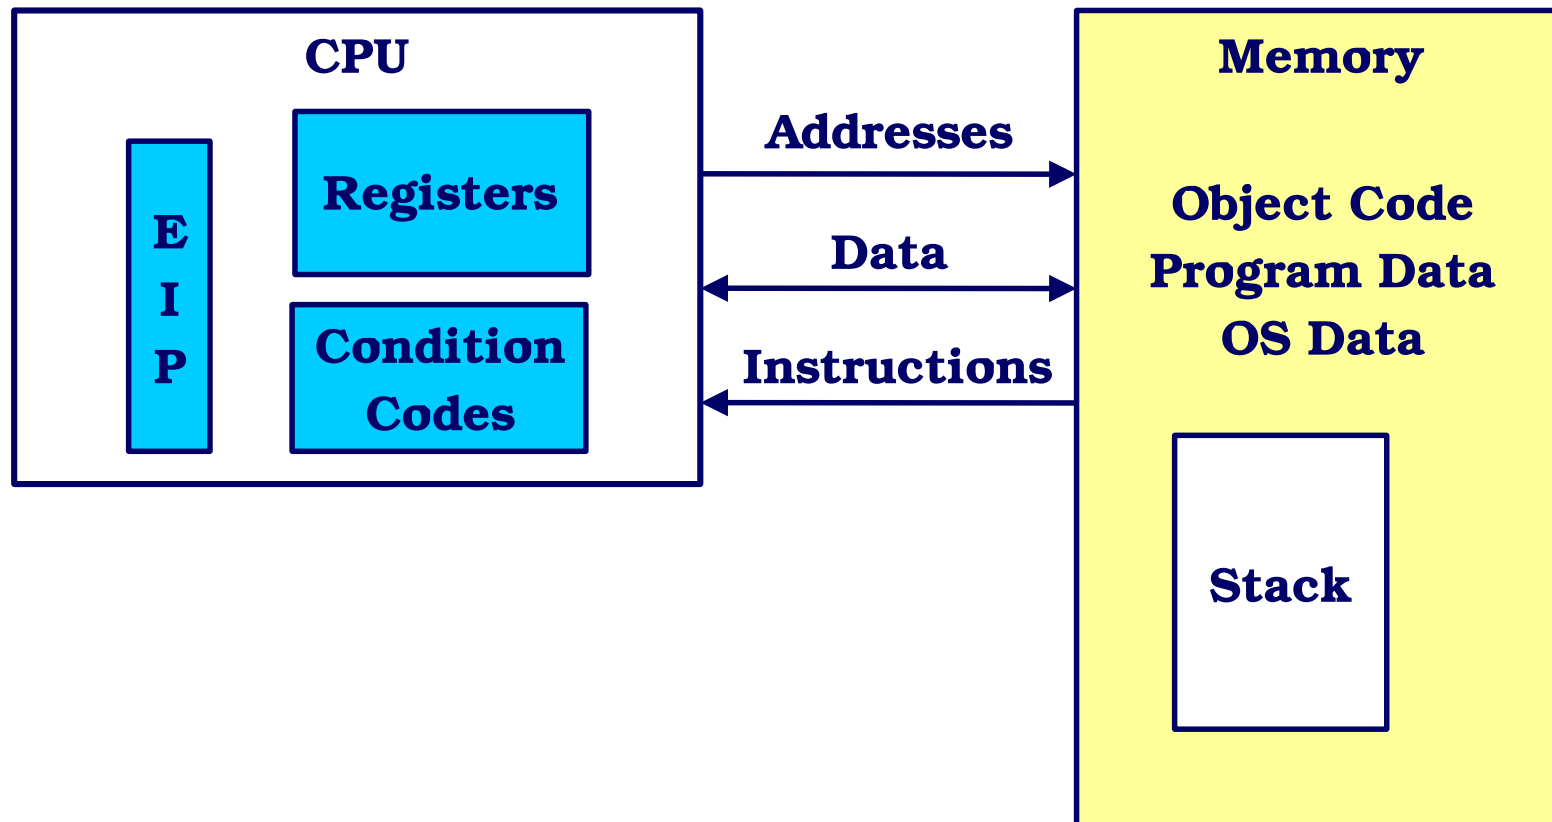 CPU
E
I
P
Registers
Condition
Codes
Addresses
Data
Instructions
Memory
Object Code
Program Data
OS Data
Stack